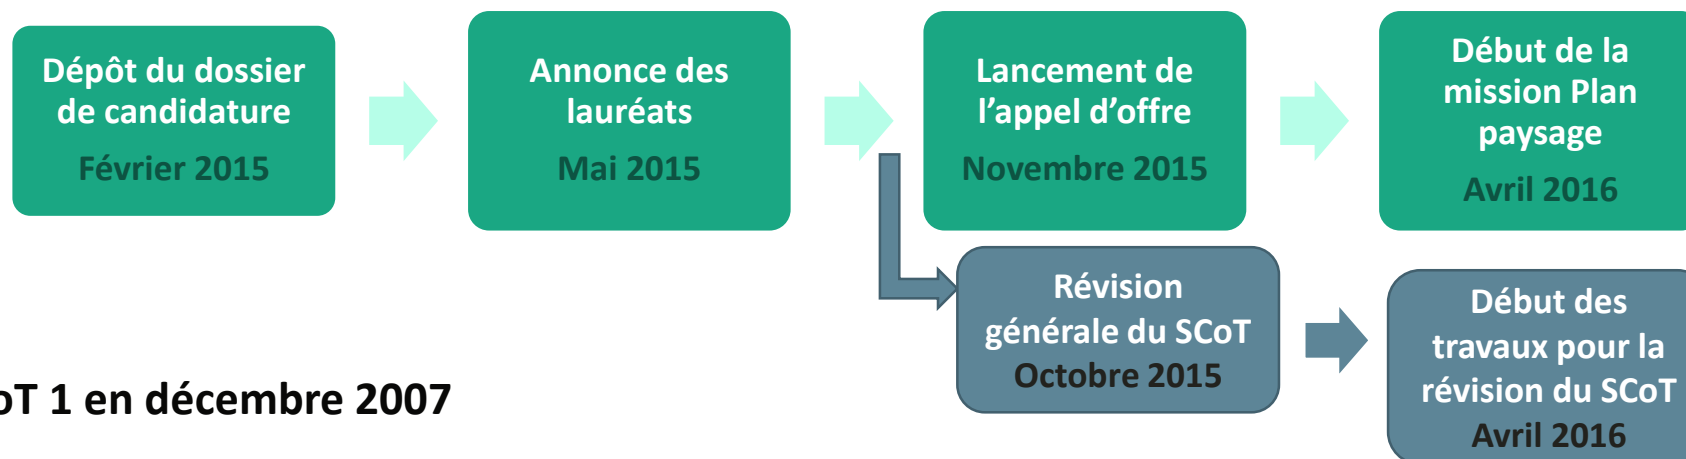 Dépôt du dossier
de candidature
Février 2015
Annonce des
lauréats
Mai 2015
Lancement de
l’appel d’offre
Novembre 2015
Début de la
mission Plan
paysage
Avril 2016
Révision
générale du SCoT
Octobre 2015
Début des
travaux pour la
révision du SCoT
Avril 2016
oT 1 en décembre 2007